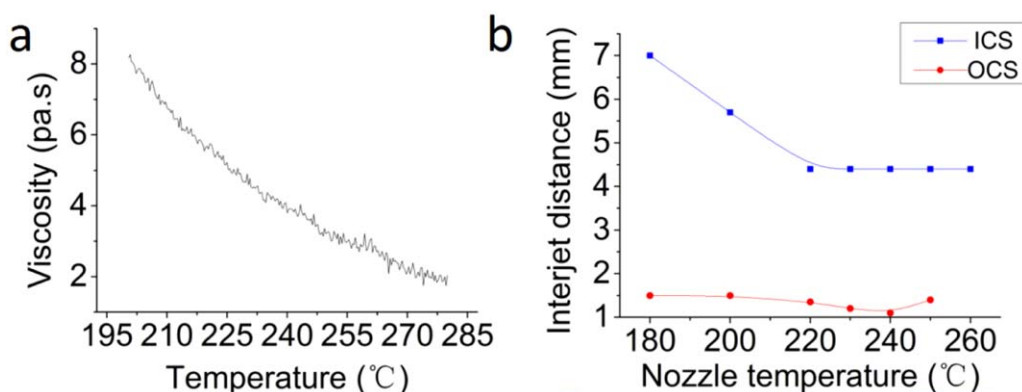 a
Viscosity (pa.s)
8
6
4
2
195 210 225 240 255 270 285
Temperature (℃)
b
Interjet distance (mm)
7
6
5
4
3
2
1
180 200 220 240 260
Nozzle temperature (℃)
ICS
OCS